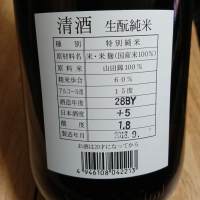 清酒 生酛純米
種別 特別純米
原材料名 米・米麹(国産米100%)
原料米 山田錦100%
精米歩合 60%
アルコール度 15度
酒造年度 28BY
日本酒度 +5
酸度 1.8
製造年月 2018.9.
お酒は20才になってから
4946108042213